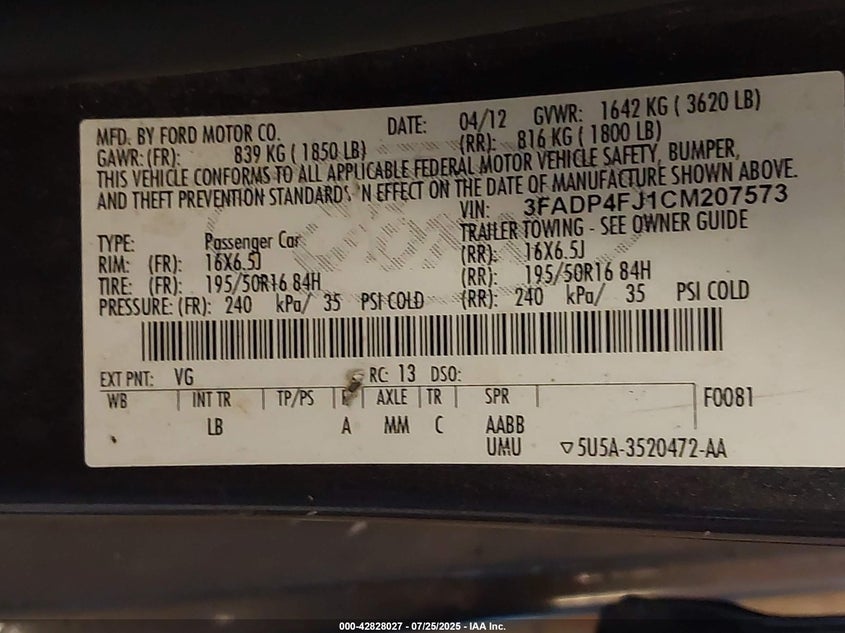 MFD. BY FORD MOTOR CO. DATE: 04/12 GVWR: 1642 KG ( 3620 LB)
GAWR: (FR): 839 KG ( 1850 LB) (RR): 816 KG ( 1800 LB)
THIS VEHICLE CONFORMS TO ALL APPLICABLE FEDERAL MOTOR VEHICLE SAFETY, BUMPER,
AND THEFT PREVENTION STANDARDS IN EFFECT ON THE DATE OF MANUFACTURE SHOWN ABOVE.
VIN: 3FADP4FJ1CM207573
TYPE: Passenger Car TRAILER TOWING - SEE OWNER GUIDE
RIM: (FR): 16X6.5J (RR): 16X6.5J
TIRE: (FR): 195/50R16 84H (RR): 195/50R16 84H
PRESSURE: (FR): 240 kPa/ 35 PSI COLD (RR): 240 kPa/ 35 PSI COLD
EXT PNT: VG RC: 13 DSO:
WB INT TR TP/PS AXLE TR SPR F0081
LB A MM C AABB
UMU 5U5A-3520472-AA
000-42828027 - 07/25/2025 - IAA Inc.